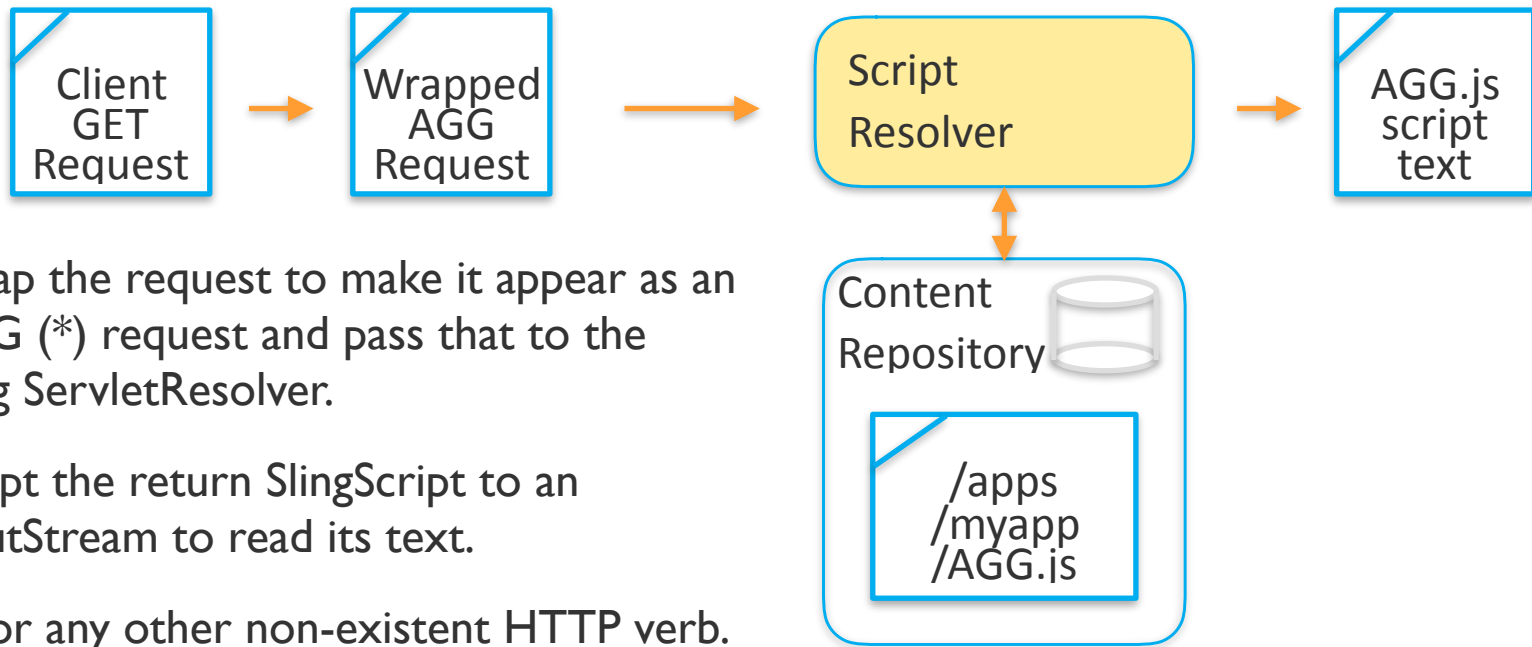 Client
GET
Request
Wrapped
AGG
Request
Script
Resolver
AGG.js
script
text
ap the request to make it appear as an
G (*) request and pass that to the
g ServletResolver.
pt the return SlingScript to an
utStream to read its text.
or any other non-existent HTTP verb.
Content
Repository
/apps
/myapp
/AGG.js